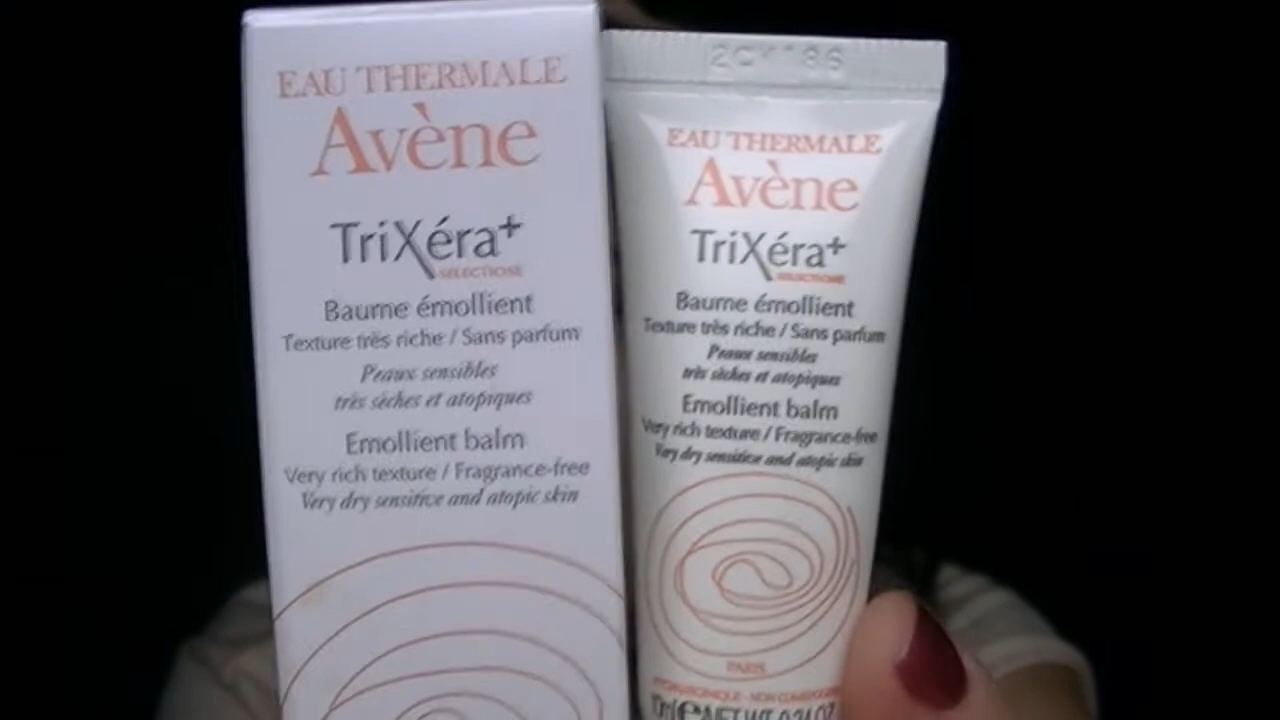 EAU THERMALE
Avène
TriXéra+
SELECTIOSE
Baume émollient
Texture très riche / Sans parfum
Peaux sensibles
très sèches et atopiques
Emollient balm
Very rich texture / Fragrance-free
Very dry sensitive and atopic skin
EAU THERMALE
Avène
TriXéra+
SELECTIOSE
Baume émollient
Texture très riche / Sans parfum
Peaux sensibles
très sèches et atopiques
Emollient balm
Very rich texture / Fragrance-free
Very dry sensitive and atopic skin
PARIS